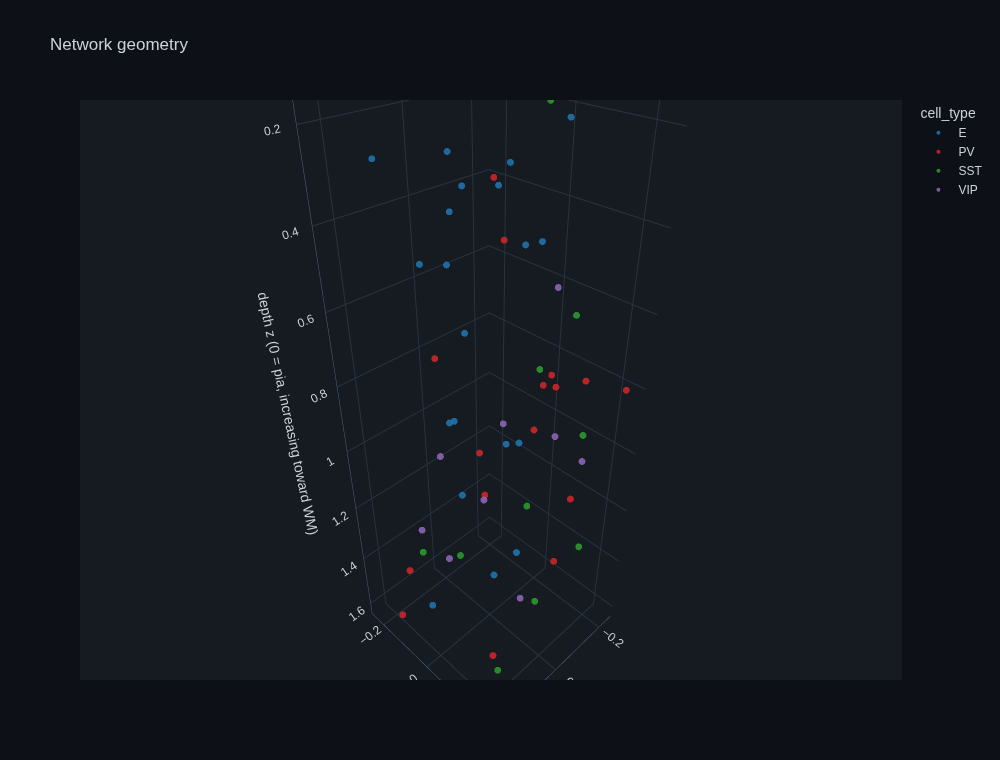 Network geometry
cell_type
E
PV
SST
VIP
0.2
0.4
0.6
0.8
1
1.2
1.4
1.6
depth z (0 = pia, increasing toward WM)
−0.2
0
−0.2